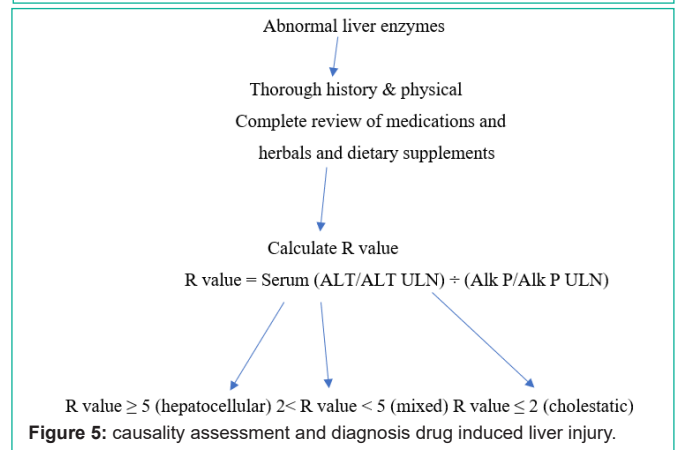 Abnormal liver enzymes
Thorough history & physical
Complete review of medications and
herbals and dietary supplements
Calculate R value
R value = Serum (ALT/ALT ULN) ÷ (Alk P/Alk P ULN)
R value ≥ 5 (hepatocellular) 2< R value < 5 (mixed) R value ≤ 2 (cholestatic)
Figure 5: causality assessment and diagnosis drug induced liver injury.